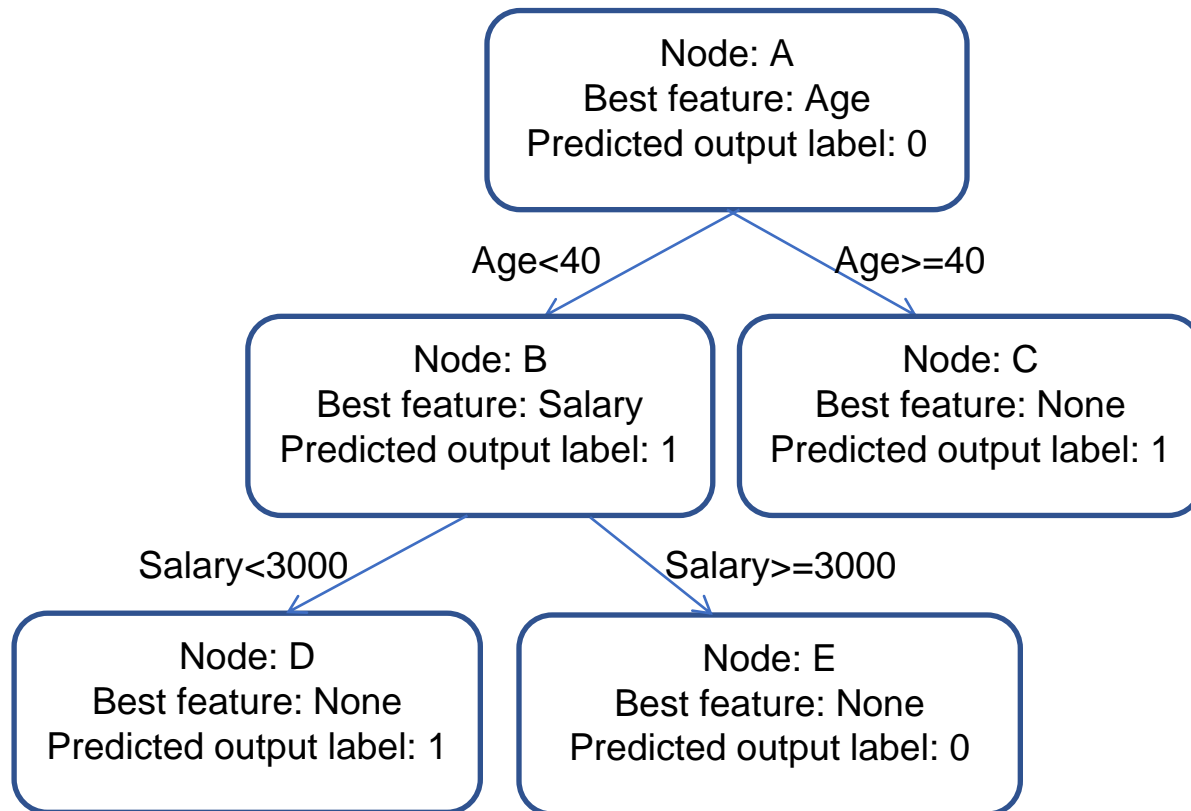 Node: A
Best feature: Age
Predicted output label: 0
Age<40
Age>=40
Node: B
Best feature: Salary
Predicted output label: 1
Node: C
Best feature: None
Predicted output label: 1
Salary<3000
Salary>=3000
Node: D
Best feature: None
Predicted output label: 1
Node: E
Best feature: None
Predicted output label: 0